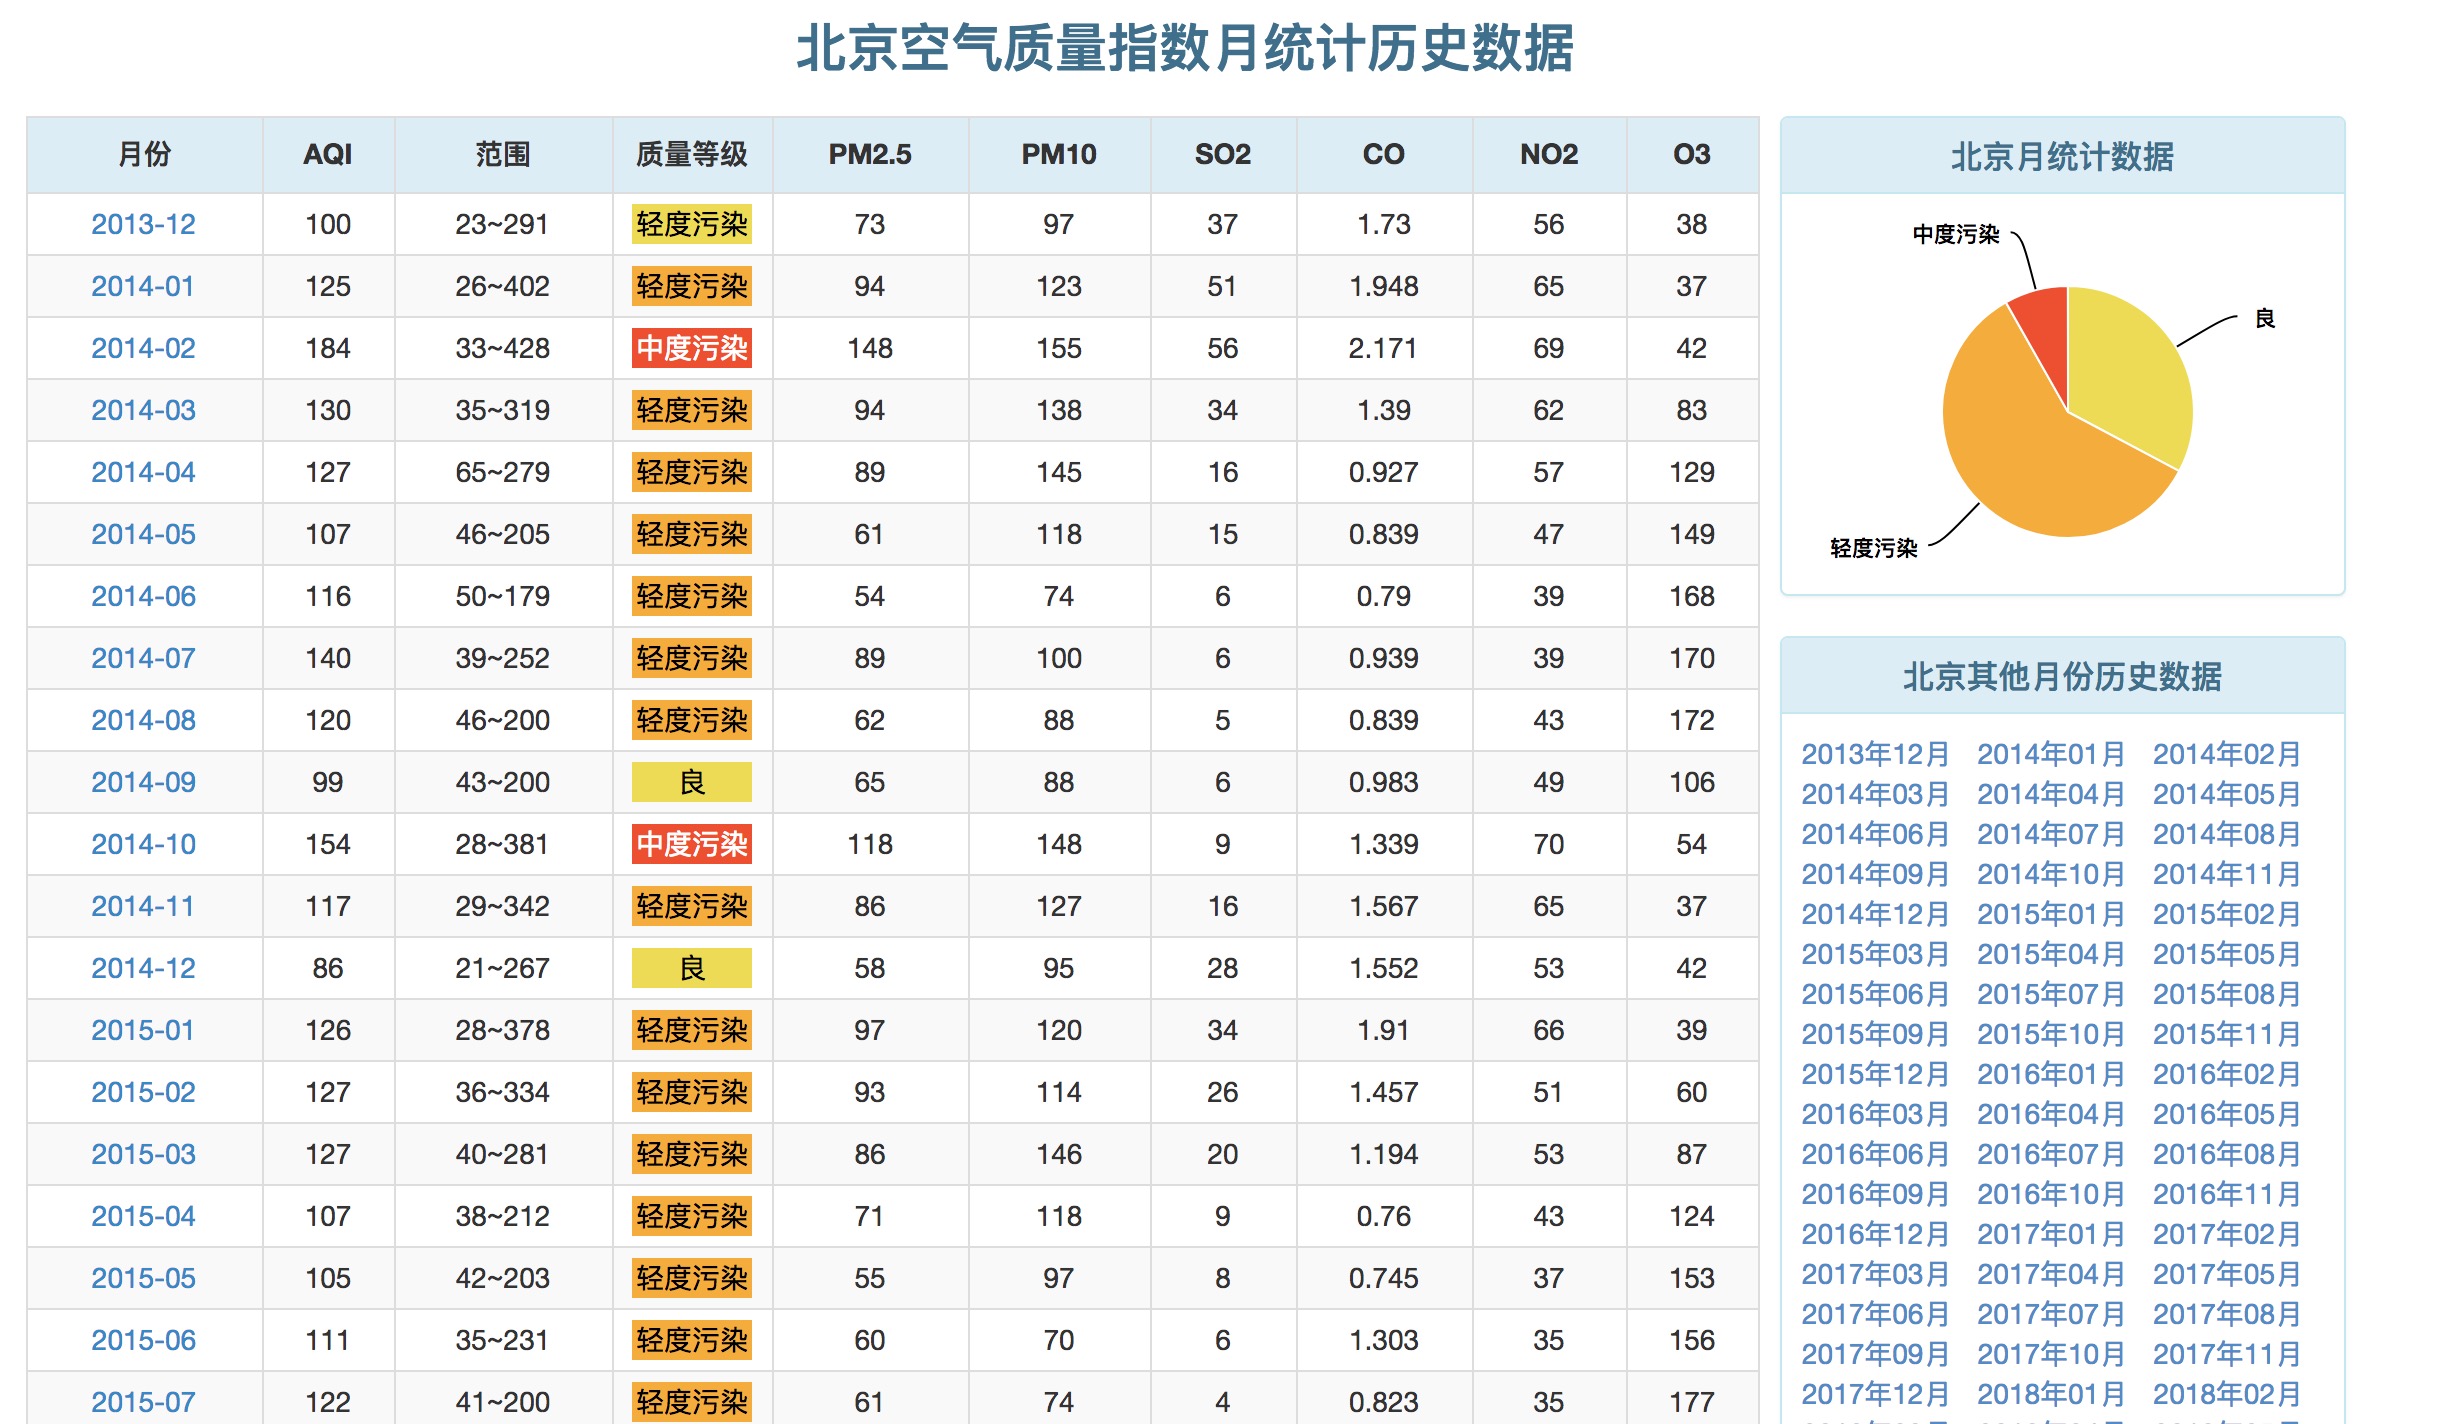 北京空气质量指数月统计历史数据
月份 AQI 范围 质量等级 PM2.5 PM10 SO2 CO NO2 O3
2013-12 100 23~291 轻度污染 73 97 37 1.73 56 38
2014-01 125 26~402 轻度污染 94 123 51 1.948 65 37
2014-02 184 33~428 中度污染 148 155 56 2.171 69 42
2014-03 130 35~319 轻度污染 94 138 34 1.39 62 83
2014-04 127 65~279 轻度污染 89 145 16 0.927 57 129
2014-05 107 46~205 轻度污染 61 118 15 0.839 47 149
2014-06 116 50~179 轻度污染 54 74 6 0.79 39 168
2014-07 140 39~252 轻度污染 89 100 6 0.939 39 170
2014-08 120 46~200 轻度污染 62 88 5 0.839 43 172
2014-09 99 43~200 良 65 88 6 0.983 49 106
2014-10 154 28~381 中度污染 118 148 9 1.339 70 54
2014-11 117 29~342 轻度污染 86 127 16 1.567 65 37
2014-12 86 21~267 良 58 95 28 1.552 53 42
2015-01 126 28~378 轻度污染 97 120 34 1.91 66 39
2015-02 127 36~334 轻度污染 93 114 26 1.457 51 60
2015-03 127 40~281 轻度污染 86 146 20 1.194 53 87
2015-04 107 38~212 轻度污染 71 118 9 0.76 43 124
2015-05 105 42~203 轻度污染 55 97 8 0.745 37 153
2015-06 111 35~231 轻度污染 60 70 6 1.303 35 156
2015-07 122 41~200 轻度污染 61 74 4 0.823 35 177
北京月统计数据
中度污染
良
轻度污染
北京其他月份历史数据
2013年12月 2014年01月 2014年02月
2014年03月 2014年04月 2014年05月
2014年06月 2014年07月 2014年08月
2014年09月 2014年10月 2014年11月
2014年12月 2015年01月 2015年02月
2015年03月 2015年04月 2015年05月
2015年06月 2015年07月 2015年08月
2015年09月 2015年10月 2015年11月
2015年12月 2016年01月 2016年02月
2016年03月 2016年04月 2016年05月
2016年06月 2016年07月 2016年08月
2016年09月 2016年10月 2016年11月
2016年12月 2017年01月 2017年02月
2017年03月 2017年04月 2017年05月
2017年06月 2017年07月 2017年08月
2017年09月 2017年10月 2017年11月
2017年12月 2018年01月 2018年02月